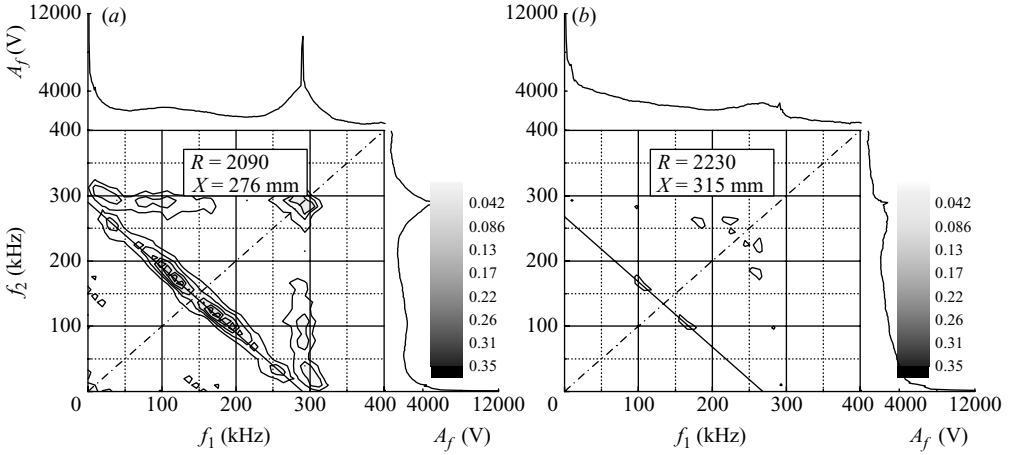 12000 (a) 12000 (b)
A_f (V)
4000 4000
400 400
R = 2090 R = 2230
X = 276 mm X = 315 mm
300 300
0.042 0.042
0.086 0.086
f_2 (kHz) 200 0.13 200 0.13
0.17 0.17
0.22 0.22
0.26 0.26
100 0.31 100 0.31
0.35 0.35
0 100 200 300 400 4000 12000 0 100 200 300 400 4000 12000
f_1 (kHz) A_f (V) f_1 (kHz) A_f (V)